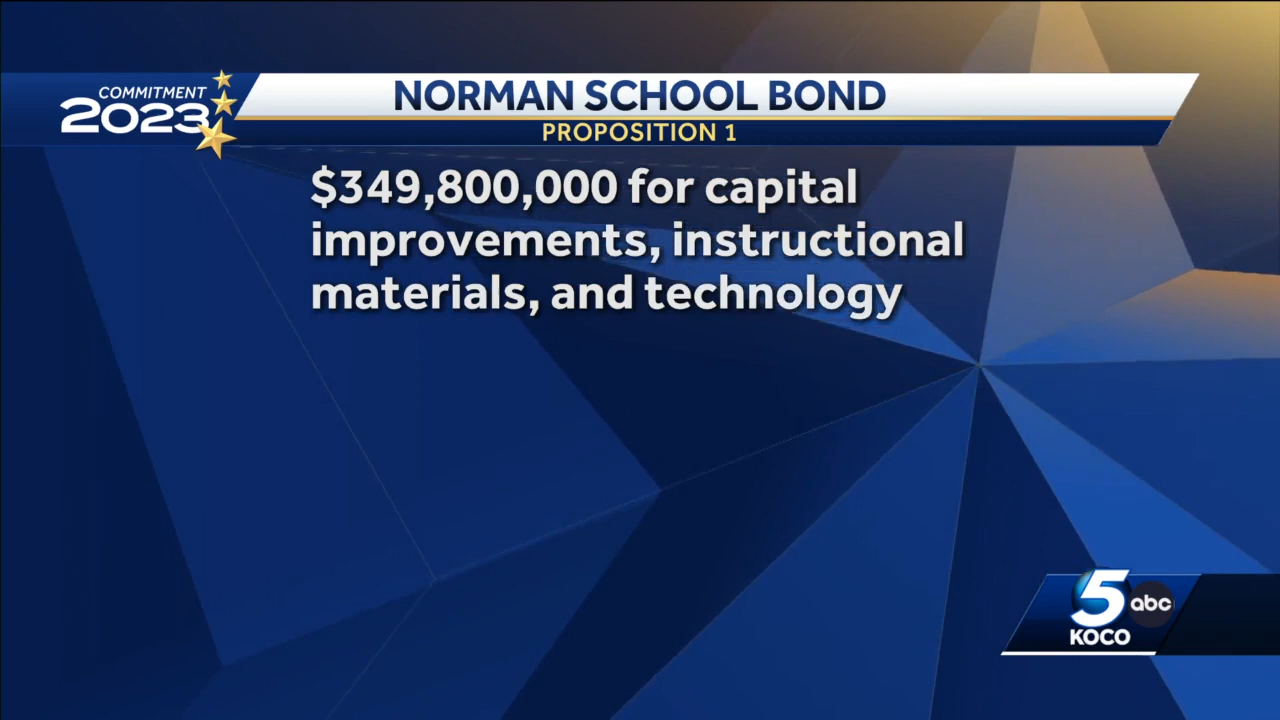 COMMITMENT
2023
NORMAN SCHOOL BOND
PROPOSITION 1
$349,800,000 for capital
improvements, instructional
materials, and technology
5 abc
KOCO